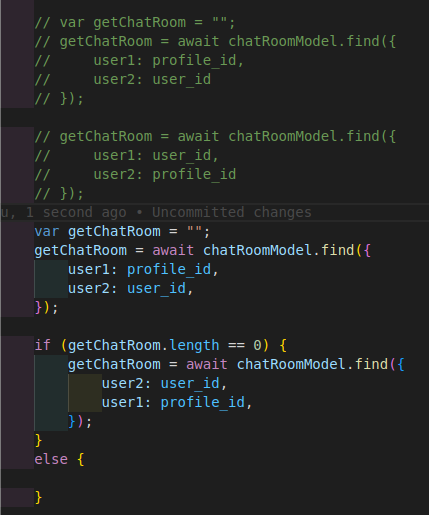 // var getChatRoom = "";
// getChatRoom = await chatRoomModel.find({
//     user1: profile_id,
//     user2: user_id
// });
// getChatRoom = await chatRoomModel.find({
//     user1: user_id,
//     user2: profile_id
// });
u, 1 second ago • Uncommitted changes
var getChatRoom = "";
getChatRoom = await chatRoomModel.find({
    user1: profile_id,
    user2: user_id,
});
if (getChatRoom.length == 0) {
    getChatRoom = await chatRoomModel.find({
        user2: user_id,
        user1: profile_id,
    });
}
else {
}